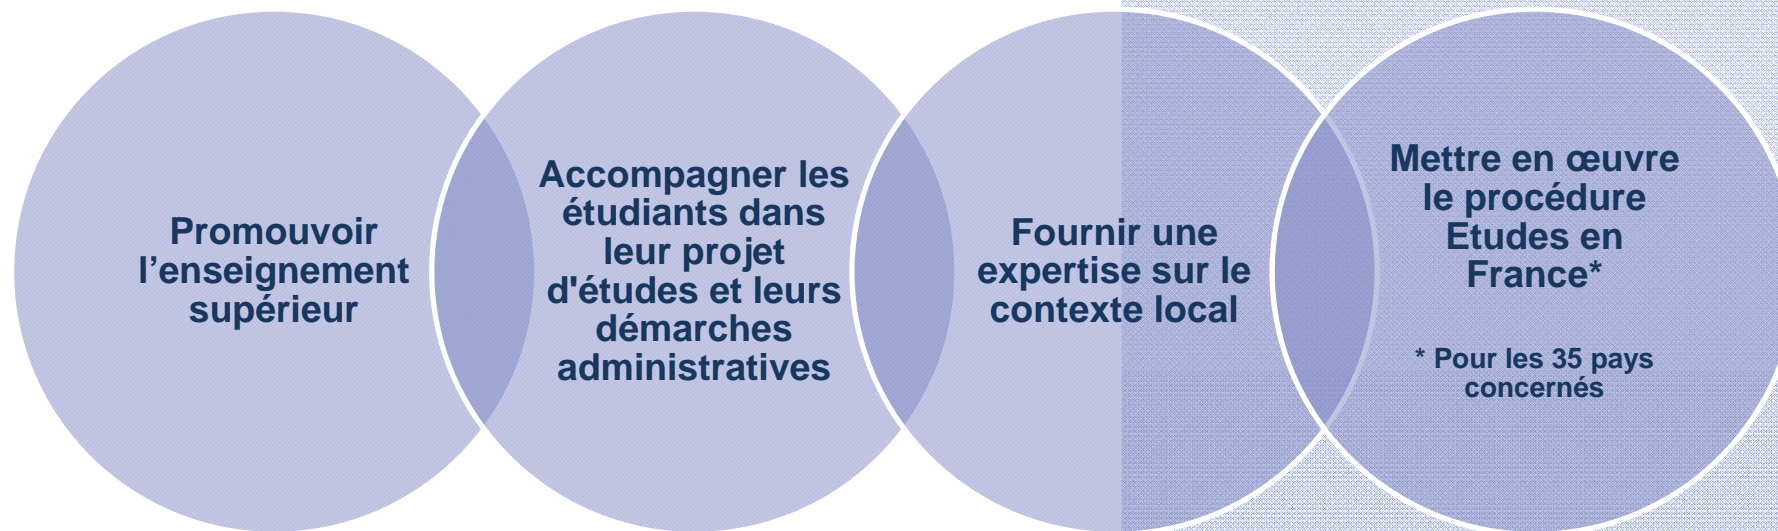 Promouvoir
l’enseignement
supérieur
Accompagner les
étudiants dans
leur projet
d'études et leurs
démarches
administratives
Fournir une
expertise sur le
contexte local
Mettre en œuvre
le procédure
Etudes en
France*
* Pour les 35 pays
concernés